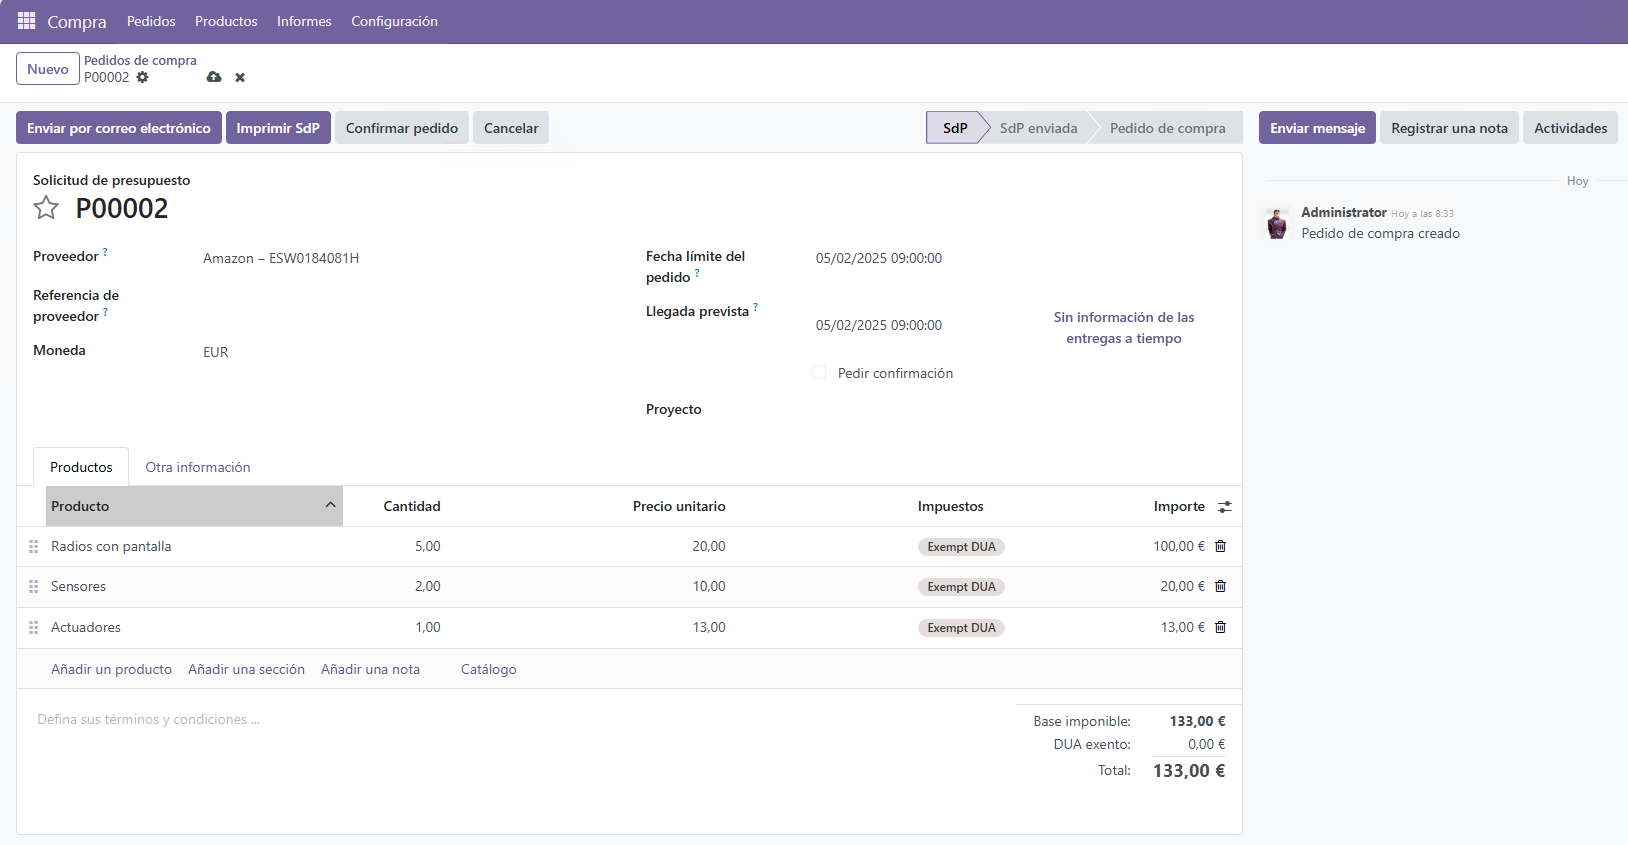 Compra Pedidos Productos Informes Configuración
Nuevo
Pedidos de compra
P00002
Enviar por correo electrónico Imprimir SdP Confirmar pedido Cancelar
SdP SdP enviada Pedido de compra
Enviar mensaje Registrar una nota Actividades
Hoy
Administrator Hoy a las 8:33
Pedido de compra creado
Solicitud de presupuesto
P00002
Proveedor ?
Amazon – ESW0184081H
Referencia de
proveedor ?
Moneda
EUR
Fecha límite del
pedido ?
05/02/2025 09:00:00
Llegada prevista ?
05/02/2025 09:00:00
Sin información de las
entregas a tiempo
Pedir confirmación
Proyecto
Productos Otra información
Producto Cantidad Precio unitario Impuestos Importe
Radios con pantalla 5,00 20,00 Exempt DUA 100,00 €
Sensores 2,00 10,00 Exempt DUA 20,00 €
Actuadores 1,00 13,00 Exempt DUA 13,00 €
Añadir un producto Añadir una sección Añadir una nota Catálogo
Defina sus términos y condiciones ...
Base imponible: 133,00 €
DUA exento: 0,00 €
Total: 133,00 €